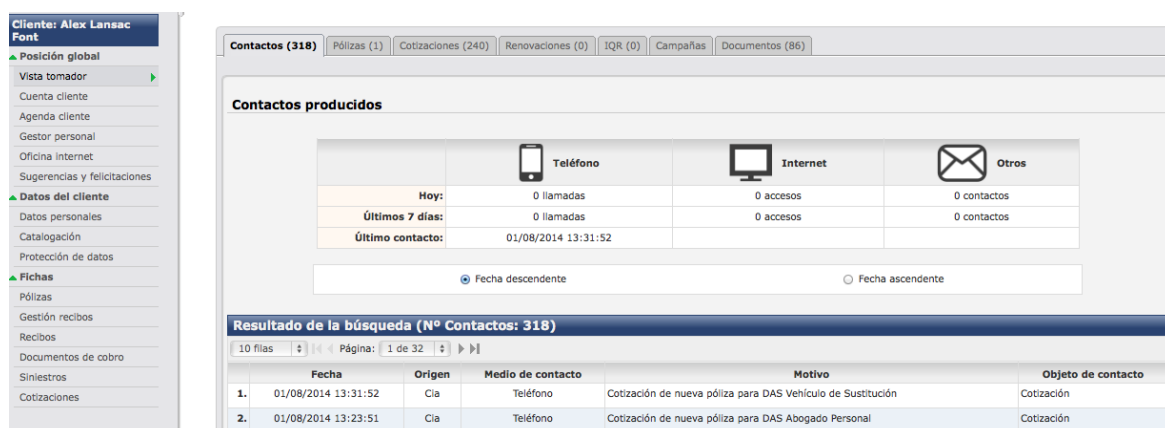 Cliente: Alex Lansac
Font
Posición global
Vista tomador
Cuenta cliente
Agenda cliente
Gestor personal
Oficina internet
Sugerencias y felicitaciones
Datos del cliente
Datos personales
Catalogación
Protección de datos
Fichas
Pólizas
Gestión recibos
Recibos
Documentos de cobro
Siniestros
Cotizaciones
Contactos (318) Pólizas (1) Cotizaciones (240) Renovaciones (0) IQR (0) Campañas Documentos (86)
Contactos producidos
Teléfono Internet Otros
Hoy: 0 llamadas 0 accesos 0 contactos
Últimos 7 días: 0 llamadas 0 accesos 0 contactos
Último contacto: 01/08/2014 13:31:52
Fecha descendente Fecha ascendente
Resultado de la búsqueda (Nº Contactos: 318)
10 filas Página: 1 de 32
Fecha Origen Medio de contacto Motivo Objeto de contacto
1. 01/08/2014 13:31:52 Cia Teléfono Cotización de nueva póliza para DAS Vehículo de Sustitución Cotización
2. 01/08/2014 13:23:51 Cia Teléfono Cotización de nueva póliza para DAS Abogado Personal Cotización